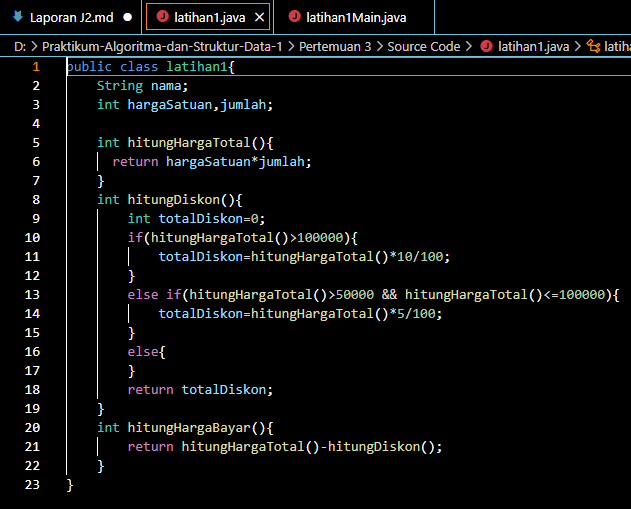 Laporan J2.md ● latihan1.java × latihan1Main.java
D: > Praktikum-Algoritma-dan-Struktur-Data-1 > Pertemuan 3 > Source Code > latihan1.java > latiha
1 public class latihan1{
2     String nama;
3     int hargaSatuan,jumlah;
4
5     int hitungHargaTotal(){
6       return hargaSatuan*jumlah;
7     }
8     int hitungDiskon(){
9         int totalDiskon=0;
10         if(hitungHargaTotal()>100000){
11             totalDiskon=hitungHargaTotal()*10/100;
12         }
13         else if(hitungHargaTotal()>50000 && hitungHargaTotal()<=100000){
14             totalDiskon=hitungHargaTotal()*5/100;
15         }
16         else{
17         }
18         return totalDiskon;
19     }
20     int hitungHargaBayar(){
21         return hitungHargaTotal()-hitungDiskon();
22     }
23 }